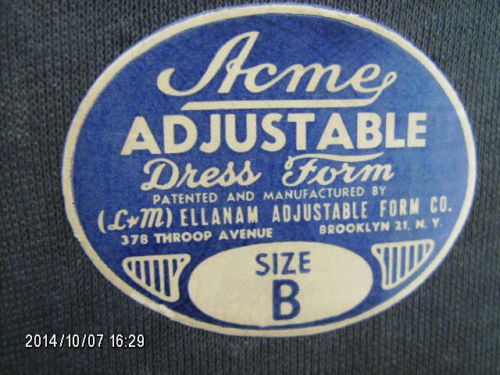 Acme
ADJUSTABLE
Dress Form
PATENTED AND MANUFACTURED BY
(L&M) ELLANAM ADJUSTABLE FORM CO.
378 THROOP AVENUE BROOKLYN 21, N. Y.
SIZE
B
2014/10/07 16:29